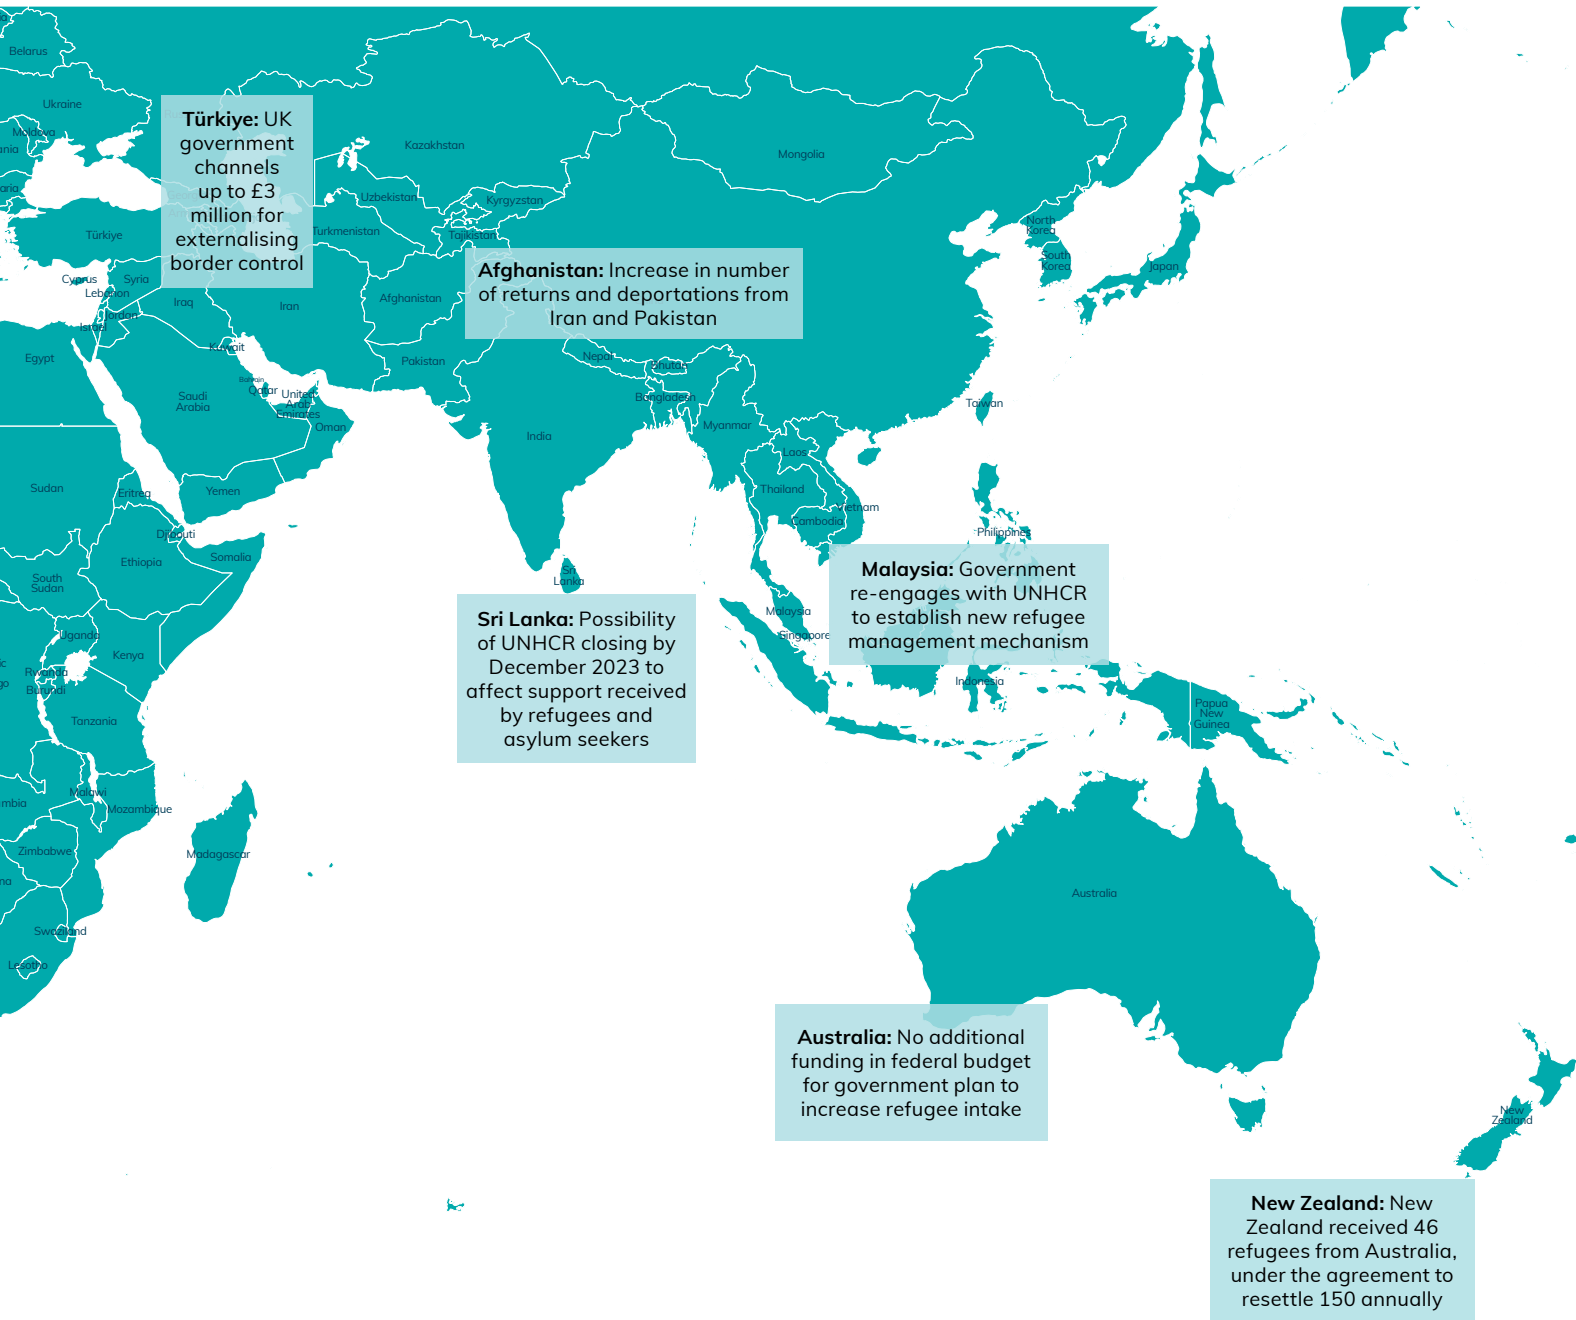 Belarus
Ukraine
Moldova
ania
aria
Türkiye: UK
government
channels
up to £3
million for
externalising
border control
Kazakhstan
Mongolia
Uzbekistan
Kyrgyzstan
Turkmenistan
Tajikistan
Türkiye
North
Korea
South
Korea
Japan
Afghanistan: Increase in number
of returns and deportations from
Iran and Pakistan
Cyprus
Syria
Lebanon
Iraq
Iran
Afghanistan
Jordan
Israel
Kuwait
Egypt
Pakistan
Nepal
Bhutan
Bahrain
Qatar
United
Arab
Emirates
Saudi
Arabia
Oman
Bangladesh
Taiwan
India
Myanmar
Laos
Sudan
Eritrea
Yemen
Thailand
Vietnam
Cambodia
Philippines
Djibouti
Ethiopia
Somalia
South
Sudan
Sri
Lanka
Malaysia: Government
re-engages with UNHCR
to establish new refugee
management mechanism
Malaysia
Singapore
Sri Lanka: Possibility
of UNHCR closing by
December 2023 to
affect support received
by refugees and
asylum seekers
Uganda
Kenya
ic
go
Rwanda
Burundi
Indonesia
Papua
New
Guinea
Tanzania
Malawi
mbia
Mozambique
Zimbabwe
Madagascar
na
Australia
Swaziland
Lesotho
Australia: No additional
funding in federal budget
for government plan to
increase refugee intake
New
Zealand
New Zealand: New
Zealand received 46
refugees from Australia,
under the agreement to
resettle 150 annually